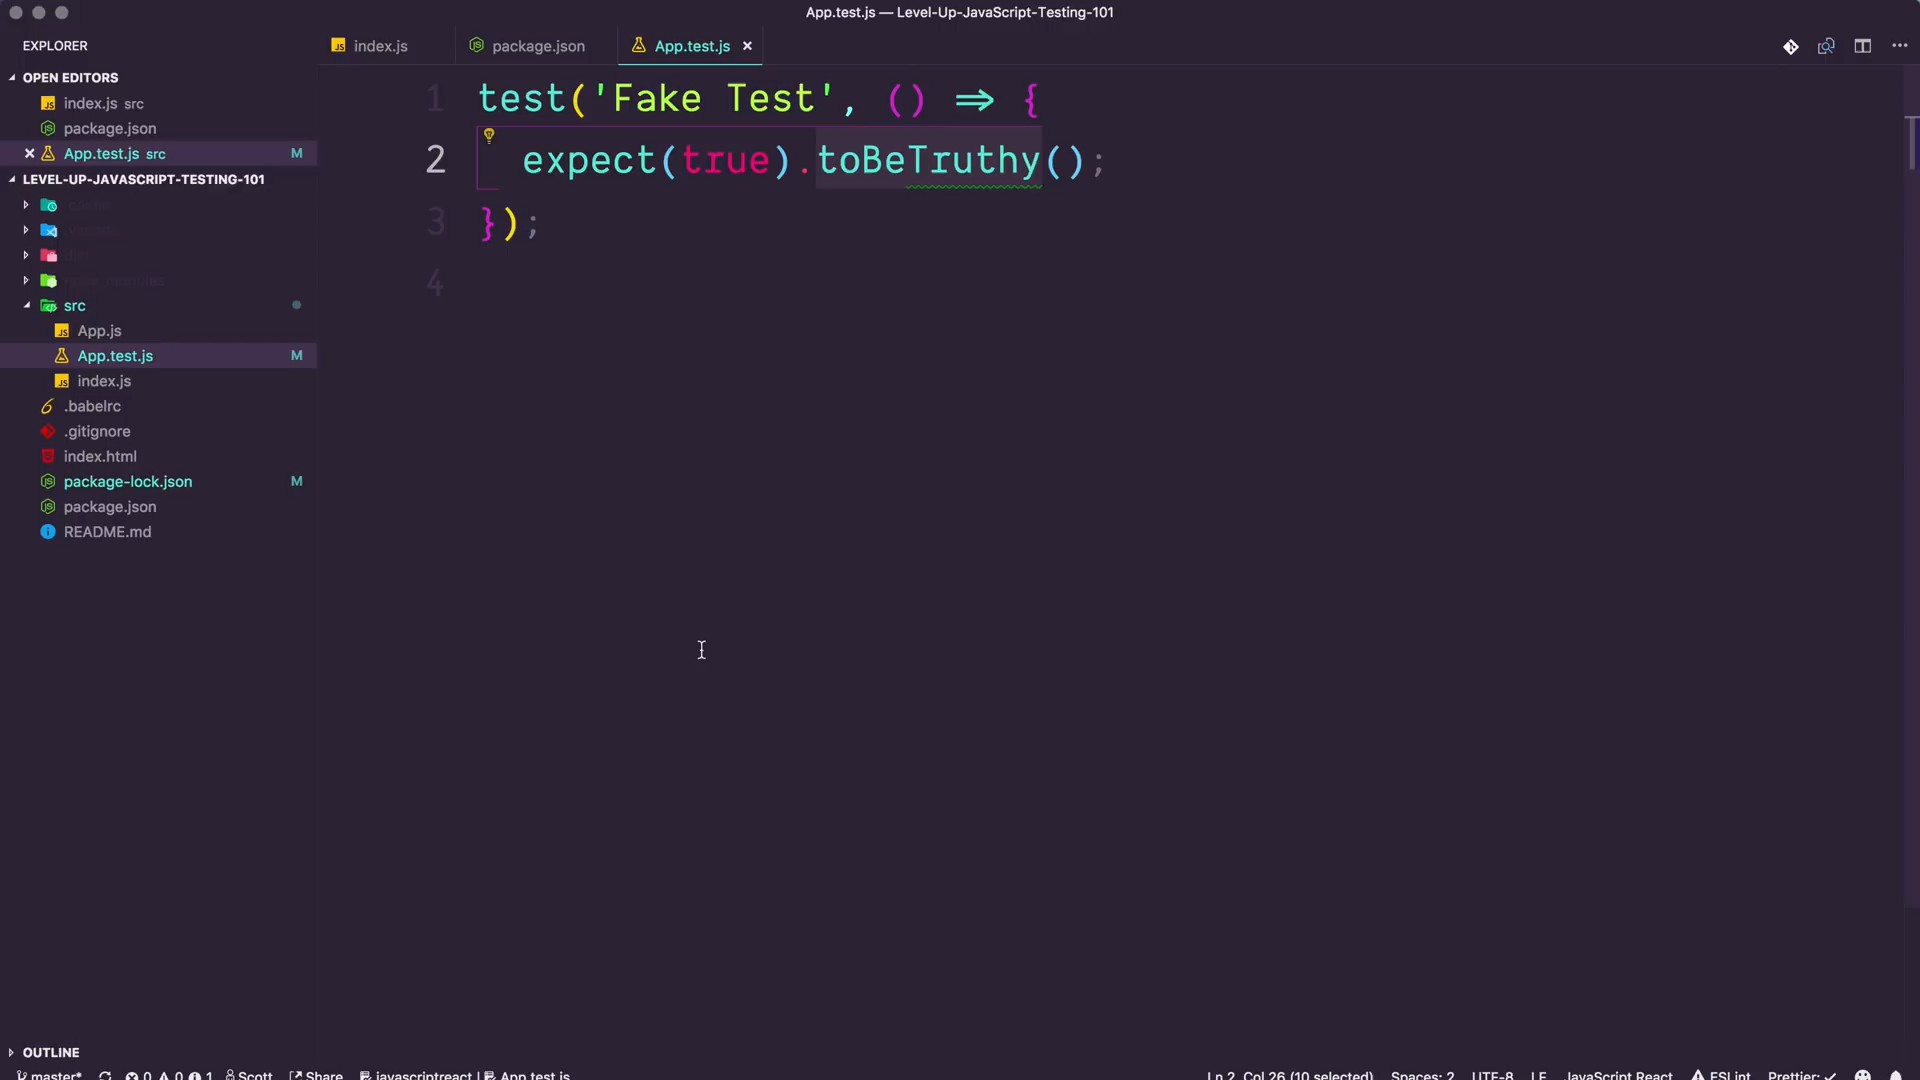 App.test.js — Level-Up-JavaScript-Testing-101
EXPLORER
OPEN EDITORS
index.js src
package.json
App.test.js src M
LEVEL-UP-JAVASCRIPT-TESTING-101
src
App.js
App.test.js M
index.js
.babelrc
.gitignore
index.html
package-lock.json M
package.json
README.md
OUTLINE
index.js
package.json
App.test.js
1 test('Fake Test', () => {
2 expect(true).toBeTruthy();
3 });
4
master* 0 0 1 Scott Share javascriptreact | App.test.js
Ln 2, Col 26 (10 selected) Spaces: 2 UTF-8 LF JavaScript React ESLint Prettier: ✓